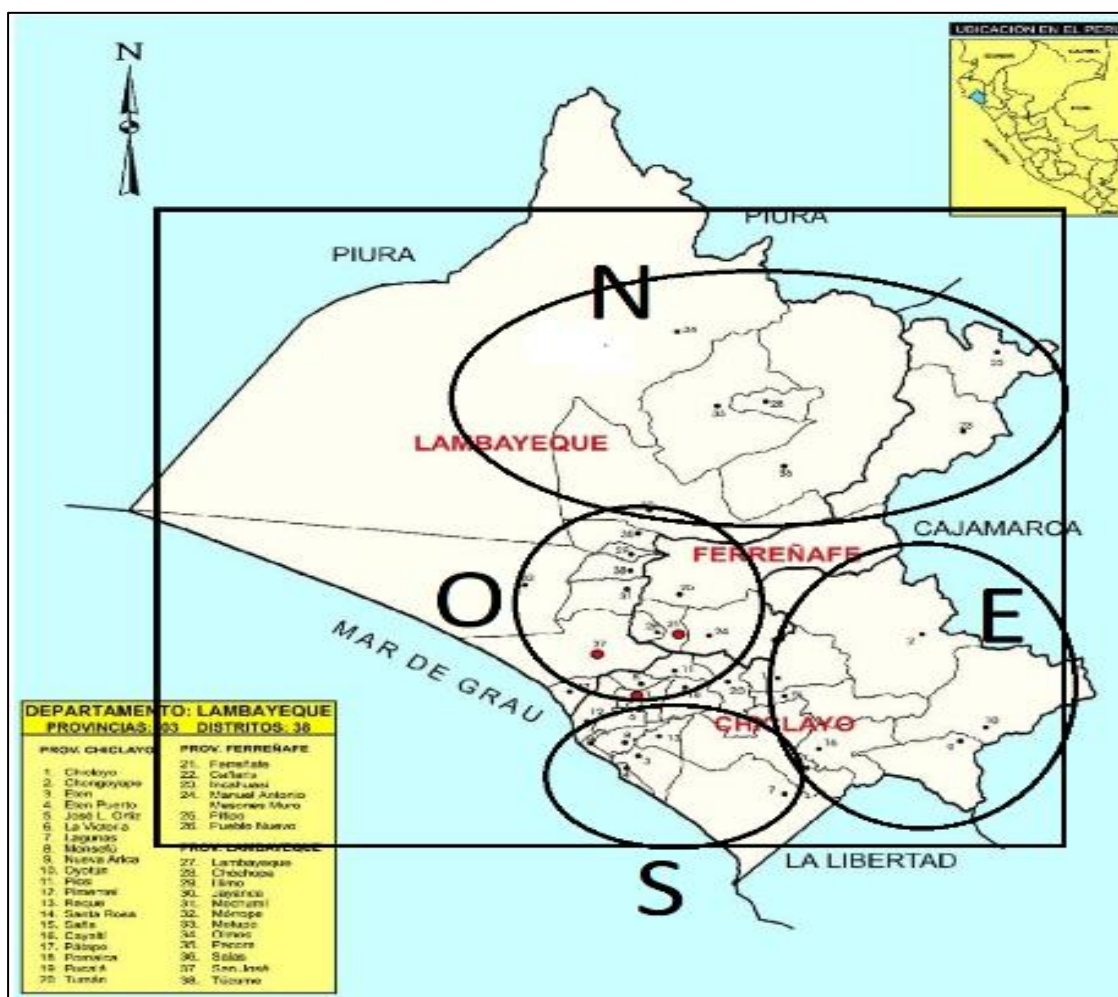 UBICACION EN EL PERU
N
PIURA
PIURA
N
LAMBAYEQUE
CAJAMARCA
FERREÑAFE
O
E
MAR DE GRAU
CHICLAYO
LA LIBERTAD
S
DEPARTAMENTO: LAMBAYEQUE
PROVINCIAS: 03 DISTRITOS: 38
PROV. CHICLAYO
1. Chiclayo
2. Chongoyape
3. Eten
4. Eten Puerto
5. José L. Ortiz
6. La Victoria
7. Lagunas
8. Monsefú
9. Nueva Arica
10. Oyotún
11. Picsi
12. Pimentel
13. Reque
14. Santa Rosa
15. Saña
16. Cayaltí
17. Pátapo
18. Pomalca
19. Pucalá
20. Tumán
PROV. FERREÑAFE
21. Ferreñafe
22. Cañaris
23. Incahuasi
24. Manuel Antonio
Mesones Muro
25. Pítipo
26. Pueblo Nuevo
PROV. LAMBAYEQUE
27. Lambayeque
28. Chóchope
29. Illimo
30. Jayanca
31. Mochumí
32. Mórrope
33. Motupe
34. Olmos
35. Pacora
36. Salas
37. San José
38. Túcume